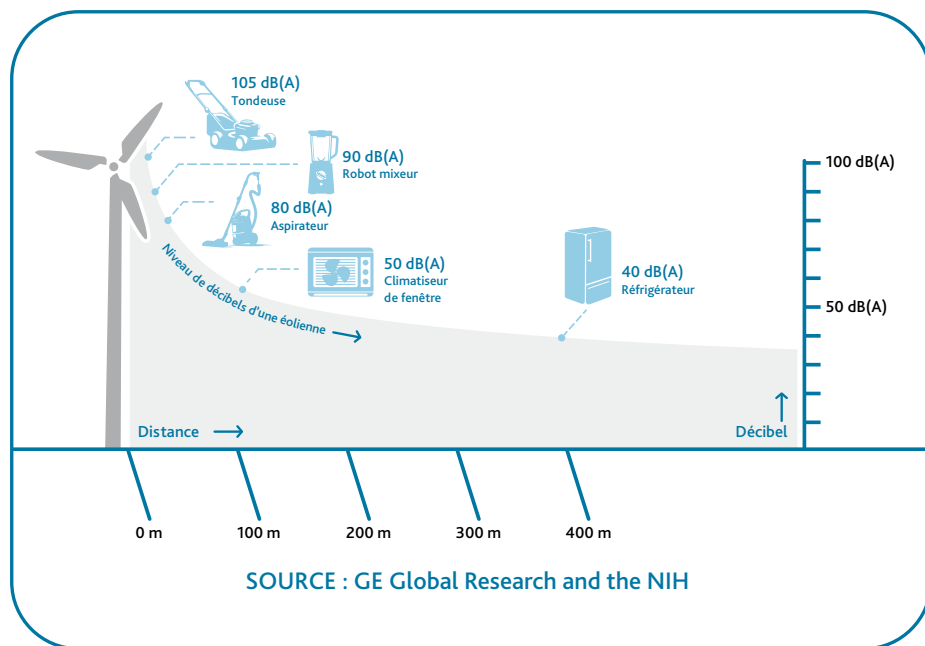 105 dB(A)
Tondeuse
90 dB(A)
Robot mixeur
80 dB(A)
Aspirateur
50 dB(A)
Climatiseur
de fenêtre
40 dB(A)
Réfrigérateur
100 dB(A)
50 dB(A)
Niveau de décibels d'une éolienne
Distance
Décibel
0 m
100 m
200 m
300 m
400 m
SOURCE : GE Global Research and the NIH